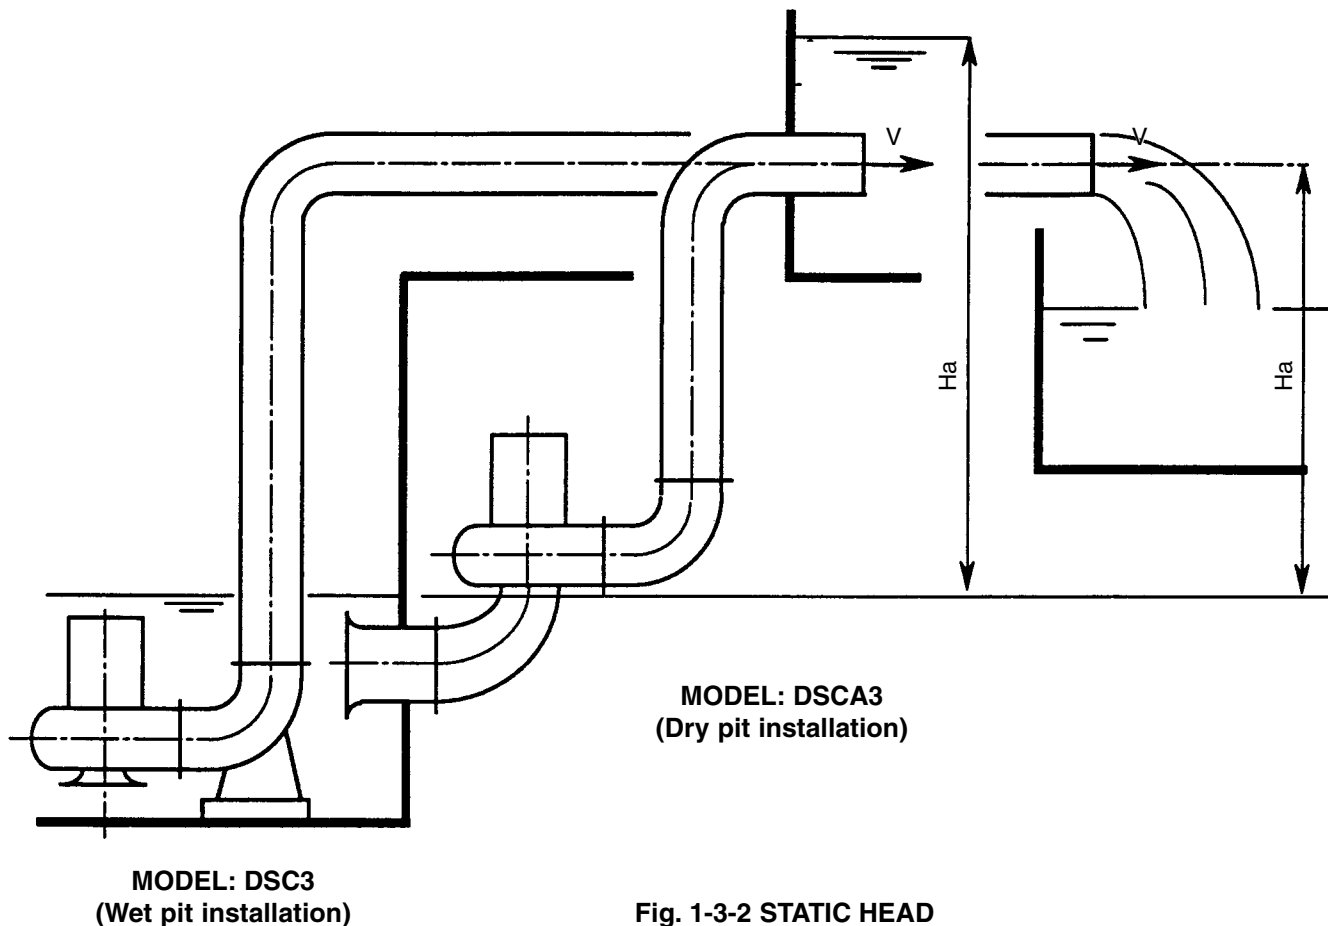 V
V
Ha
Ha
MODEL: DSCA3
(Dry pit installation)
MODEL: DSC3
(Wet pit installation)
Fig. 1-3-2 STATIC HEAD